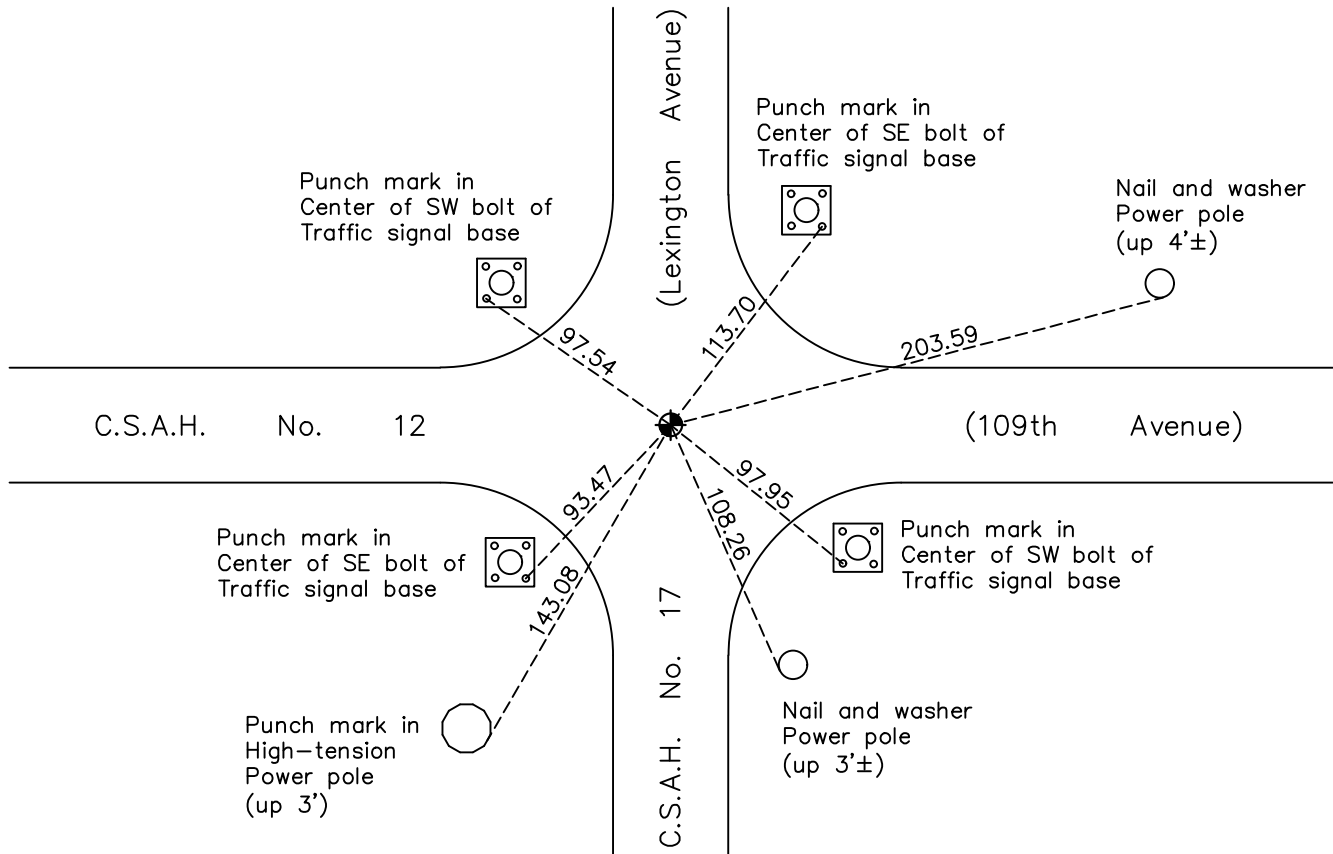 (Lexington Avenue)
Punch mark in
Center of SE bolt of
Traffic signal base
Punch mark in
Center of SW bolt of
Traffic signal base
Nail and washer
Power pole
(up 4'±)
97.54
113.70
203.59
C.S.A.H. No. 12
(109th Avenue)
93.47
97.95
108.26
143.08
Punch mark in
Center of SE bolt of
Traffic signal base
Punch mark in
Center of SW bolt of
Traffic signal base
C.S.A.H. No. 17
Punch mark in
High-tension
Power pole
(up 3')
Nail and washer
Power pole
(up 3'±)